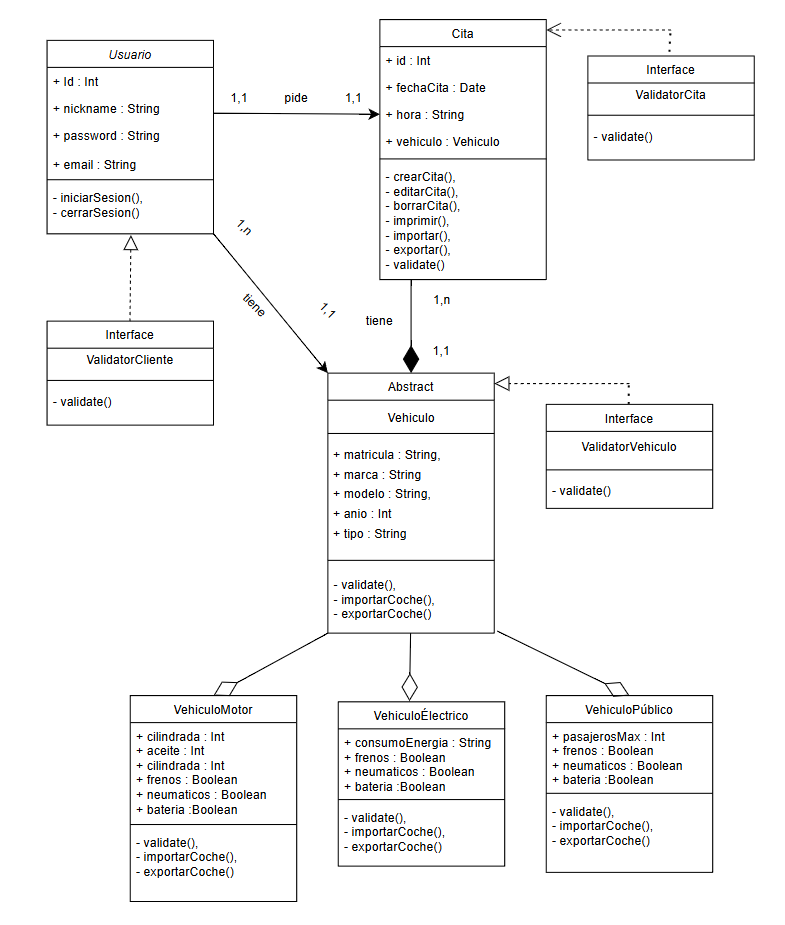 Usuario
+ Id : Int
+ nickname : String
+ password : String
+ email : String
- iniciarSesion(),
- cerrarSesion()
1,1
pide
1,1
Cita
+ id : Int
+ fechaCita : Date
+ hora : String
+ vehiculo : Vehiculo
- crearCita(),
- editarCita(),
- borrarCita(),
- imprimir(),
- importar(),
- exportar(),
- validate()
Interface
ValidatorCita
- validate()
1,n
tiene
1,1
tiene
1,n
1,1
Interface
ValidatorCliente
- validate()
Abstract
Vehiculo
+ matricula : String,
+ marca : String
+ modelo : String,
+ anio : Int
+ tipo : String
- validate(),
- importarCoche(),
- exportarCoche()
Interface
ValidatorVehiculo
- validate()
VehiculoMotor
+ cilindrada : Int
+ aceite : Int
+ cilindrada : Int
+ frenos : Boolean
+ neumaticos : Boolean
+ bateria :Boolean
- validate(),
- importarCoche(),
- exportarCoche()
VehiculoÉlectrico
+ consumoEnergia : String
+ frenos : Boolean
+ neumaticos : Boolean
+ bateria :Boolean
- validate(),
- importarCoche(),
- exportarCoche()
VehiculoPúblico
+ pasajerosMax : Int
+ frenos : Boolean
+ neumaticos : Boolean
+ bateria :Boolean
- validate(),
- importarCoche(),
- exportarCoche()